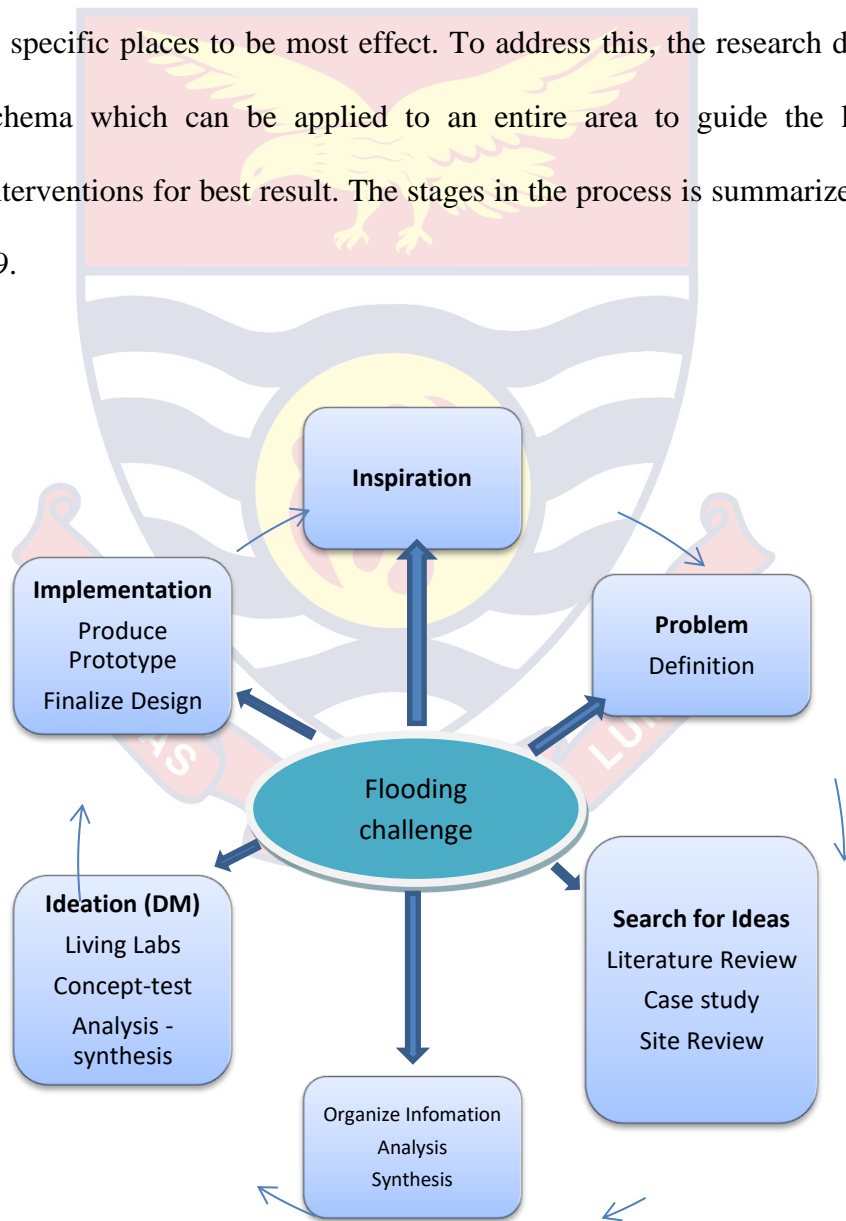 specific places to be most effect. To address this, the research d
chema which can be applied to an entire area to guide the
nterventions for best result. The stages in the process is summarize
9.
Inspiration
Implementation
Produce
Prototype
Finalize Design
Problem
Definition
Flooding
challenge
AS
LU
Ideation (DM)
Living Labs
Concept-test
Analysis -
synthesis
Search for Ideas
Literature Review
Case study
Site Review
Organize Infomation
Analysis
Synthesis